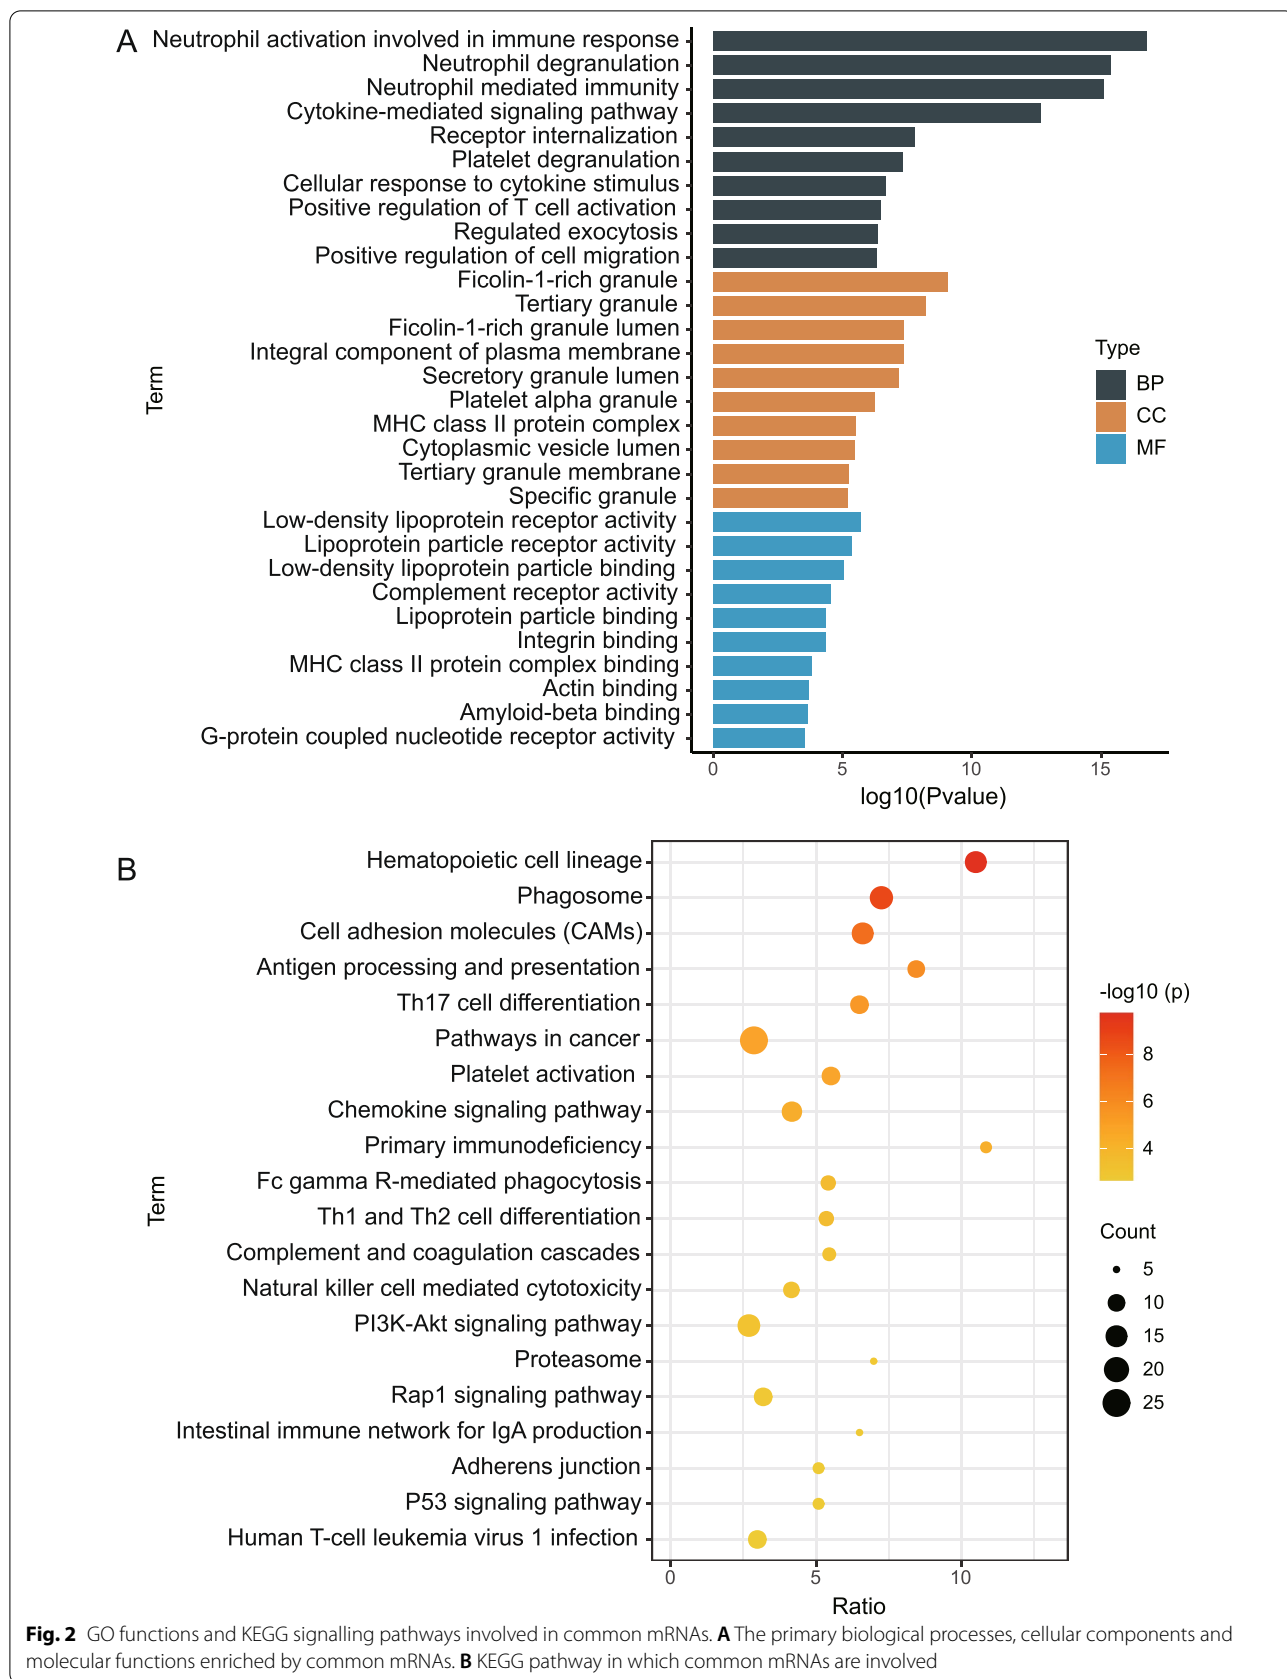 A
Neutrophil activation involved in immune response
Neutrophil degranulation
Neutrophil mediated immunity
Cytokine-mediated signaling pathway
Receptor internalization
Platelet degranulation
Cellular response to cytokine stimulus
Positive regulation of T cell activation
Regulated exocytosis
Positive regulation of cell migration
Ficolin-1-rich granule
Tertiary granule
Ficolin-1-rich granule lumen
Integral component of plasma membrane
Secretory granule lumen
Platelet alpha granule
MHC class II protein complex
Cytoplasmic vesicle lumen
Tertiary granule membrane
Specific granule
Low-density lipoprotein receptor activity
Lipoprotein particle receptor activity
Low-density lipoprotein particle binding
Complement receptor activity
Lipoprotein particle binding
Integrin binding
MHC class II protein complex binding
Actin binding
Amyloid-beta binding
G-protein coupled nucleotide receptor activity
Term
0 5 10 15
log10(Pvalue)
Type
BP
CC
MF
B
Hematopoietic cell lineage
Phagosome
Cell adhesion molecules (CAMs)
Antigen processing and presentation
Th17 cell differentiation
Pathways in cancer
Platelet activation
Chemokine signaling pathway
Primary immunodeficiency
Fc gamma R-mediated phagocytosis
Th1 and Th2 cell differentiation
Complement and coagulation cascades
Natural killer cell mediated cytotoxicity
PI3K-Akt signaling pathway
Proteasome
Rap1 signaling pathway
Intestinal immune network for IgA production
Adherens junction
P53 signaling pathway
Human T-cell leukemia virus 1 infection
Term
0 5 10
Ratio
-log10 (p)
8
6
4
Count
5
10
15
20
25
Fig. 2 GO functions and KEGG signalling pathways involved in common mRNAs. A The primary biological processes, cellular components and
molecular functions enriched by common mRNAs. B KEGG pathway in which common mRNAs are involved